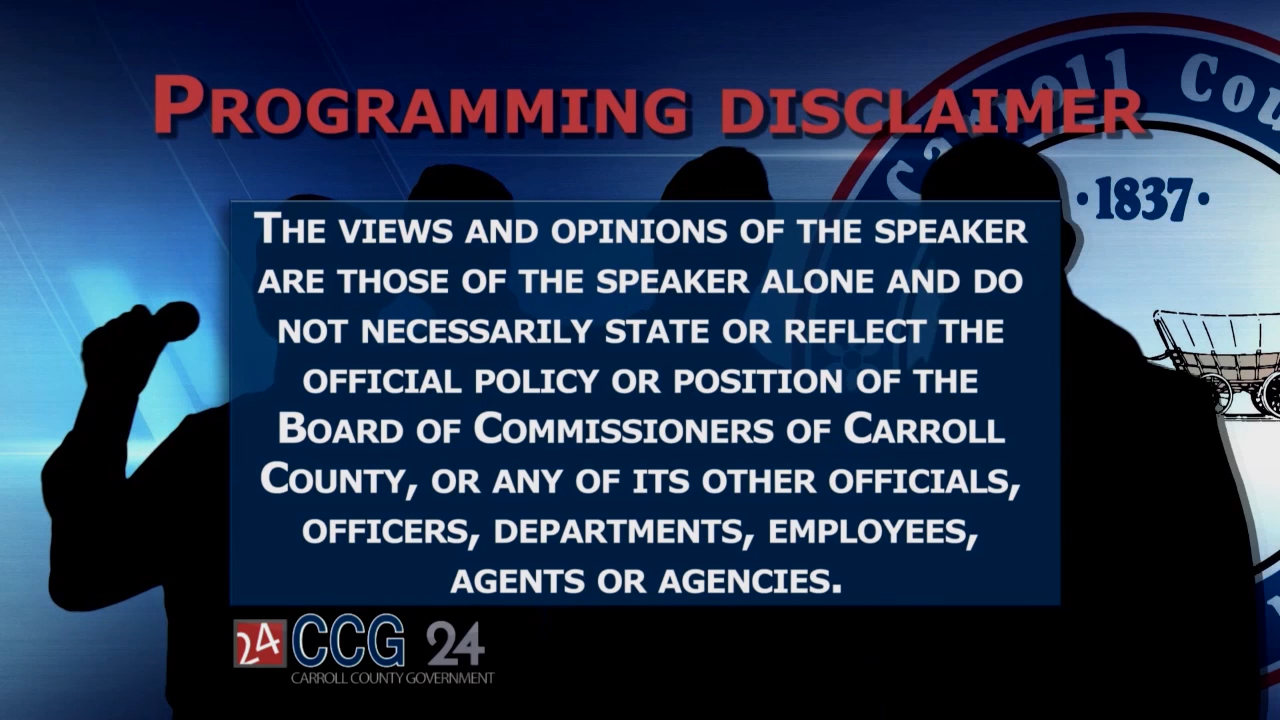 Programming disclaimer
Carroll Cou
·1837·
The views and opinions of the speaker
are those of the speaker alone and do
not necessarily state or reflect the
official policy or position of the
Board of Commissioners of Carroll
County, or any of its other officials,
officers, departments, employees,
agents or agencies.
24 CCG 24
CARROLL COUNTY GOVERNMENT